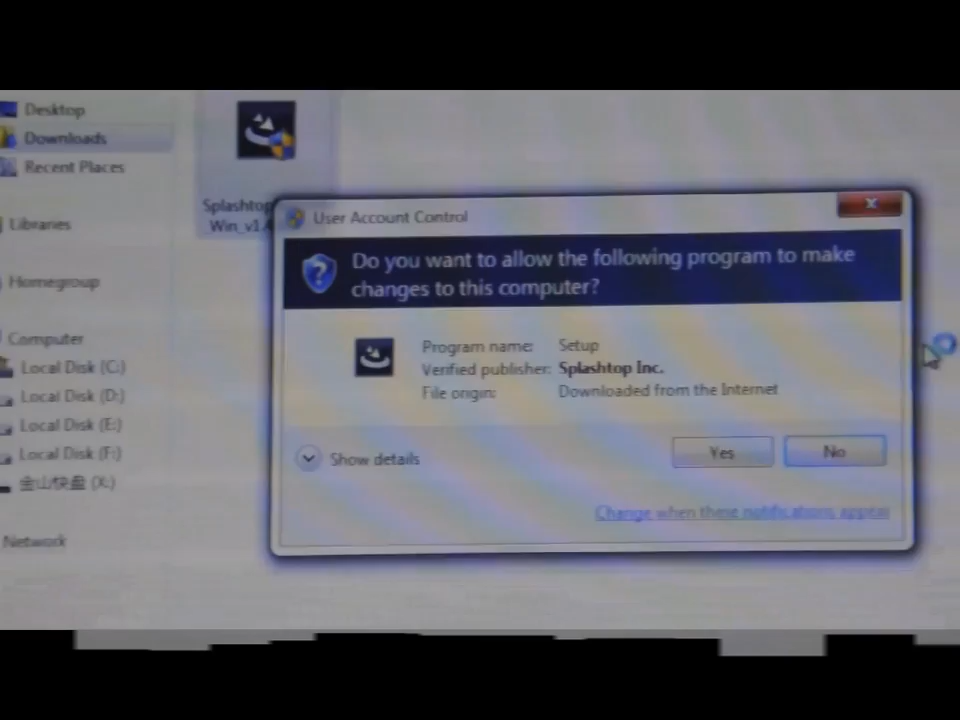 Desktop
Downloads
Recent Places
Libraries
Homegroup
Computer
Local Disk (C:)
Local Disk (D:)
Local Disk (E:)
Local Disk (F:)
金山快盘 (X:)
Network
Splashtop
Win_v1.
User Account Control
Do you want to allow the following program to make
changes to this computer?
Program name: Setup
Verified publisher: Splashtop Inc.
File origin: Downloaded from the Internet
Show details
Yes
No
Change when these notifications appear